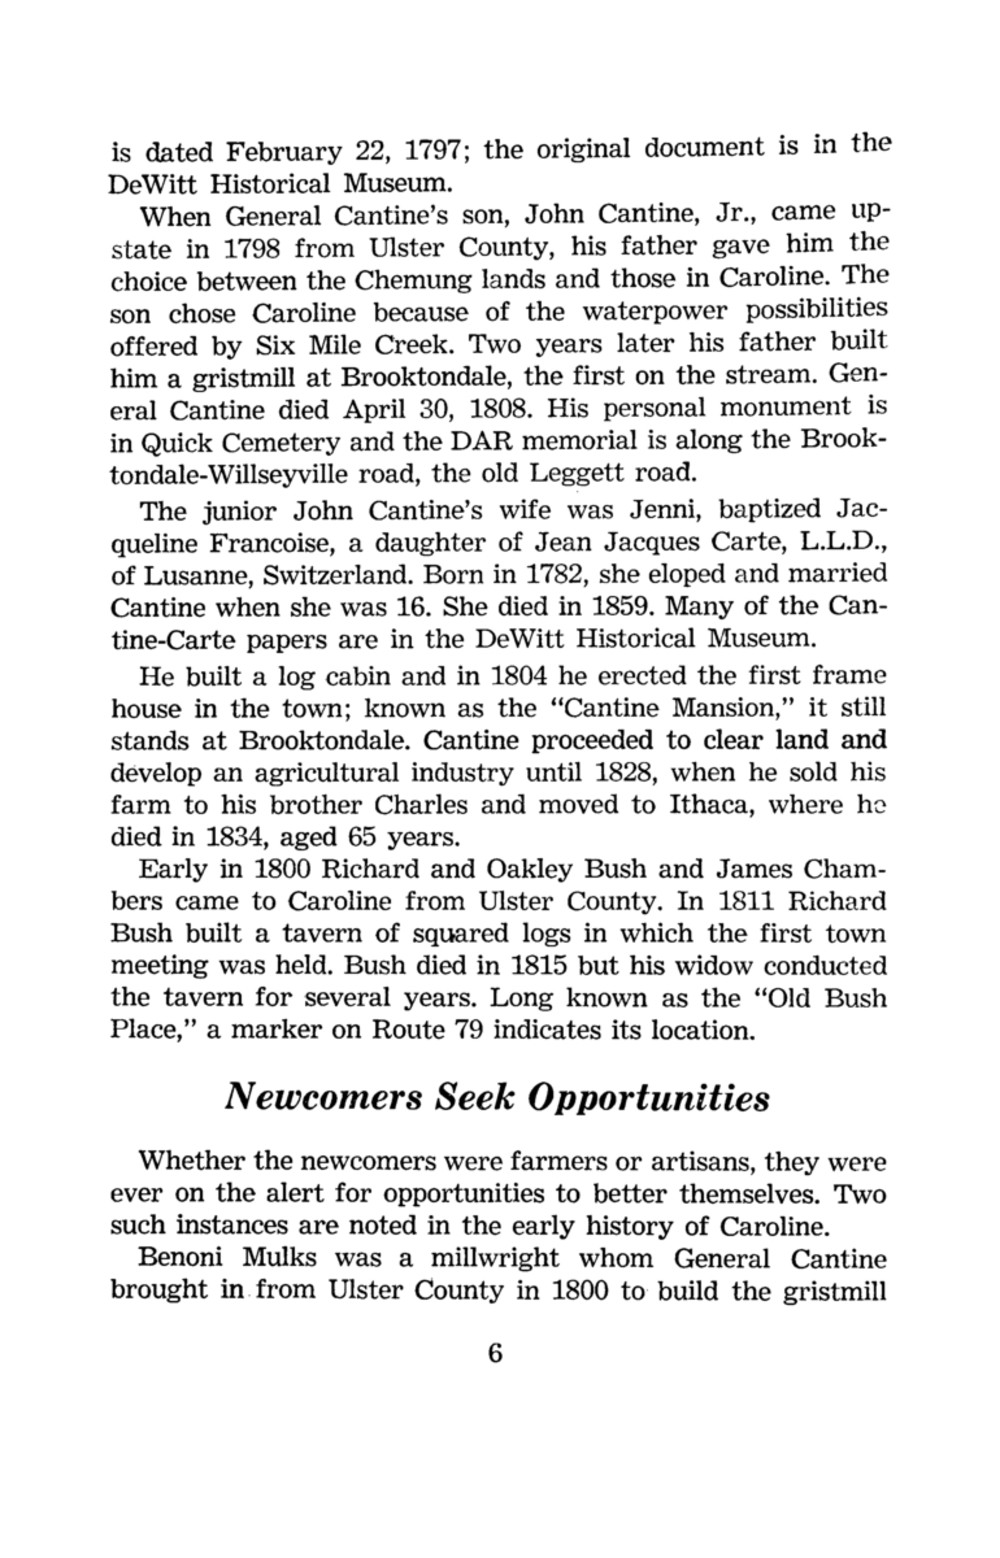 is dated February 22, 1797; the original document is in the
DeWitt Historical Museum.
When General Cantine's son, John Cantine, Jr., came up-
state in 1798 from Ulster County, his father gave him the
choice between the Chemung lands and those in Caroline. The
son chose Caroline because of the waterpower possibilities
offered by Six Mile Creek. Two years later his father built
him a gristmill at Brooktondale, the first on the stream. Gen-
eral Cantine died April 30, 1808. His personal monument is
in Quick Cemetery and the DAR memorial is along the Brook-
tondale-Willseyville road, the old Leggett road.
The junior John Cantine's wife was Jenni, baptized Jac-
queline Francoise, a daughter of Jean Jacques Carte, L.L.D.,
of Lusanne, Switzerland. Born in 1782, she eloped and married
Cantine when she was 16. She died in 1859. Many of the Can-
tine-Carte papers are in the DeWitt Historical Museum.
He built a log cabin and in 1804 he erected the first frame
house in the town; known as the “Cantine Mansion,” it still
stands at Brooktondale. Cantine proceeded to clear land and
develop an agricultural industry until 1828, when he sold his
farm to his brother Charles and moved to Ithaca, where he
died in 1834, aged 65 years.
Early in 1800 Richard and Oakley Bush and James Cham-
bers came to Caroline from Ulster County. In 1811 Richard
Bush built a tavern of squared logs in which the first town
meeting was held. Bush died in 1815 but his widow conducted
the tavern for several years. Long known as the “Old Bush
Place,” a marker on Route 79 indicates its location.
Newcomers Seek Opportunities
Whether the newcomers were farmers or artisans, they were
ever on the alert for opportunities to better themselves. Two
such instances are noted in the early history of Caroline.
Benoni Mulks was a millwright whom General Cantine
brought in from Ulster County in 1800 to build the gristmill
6